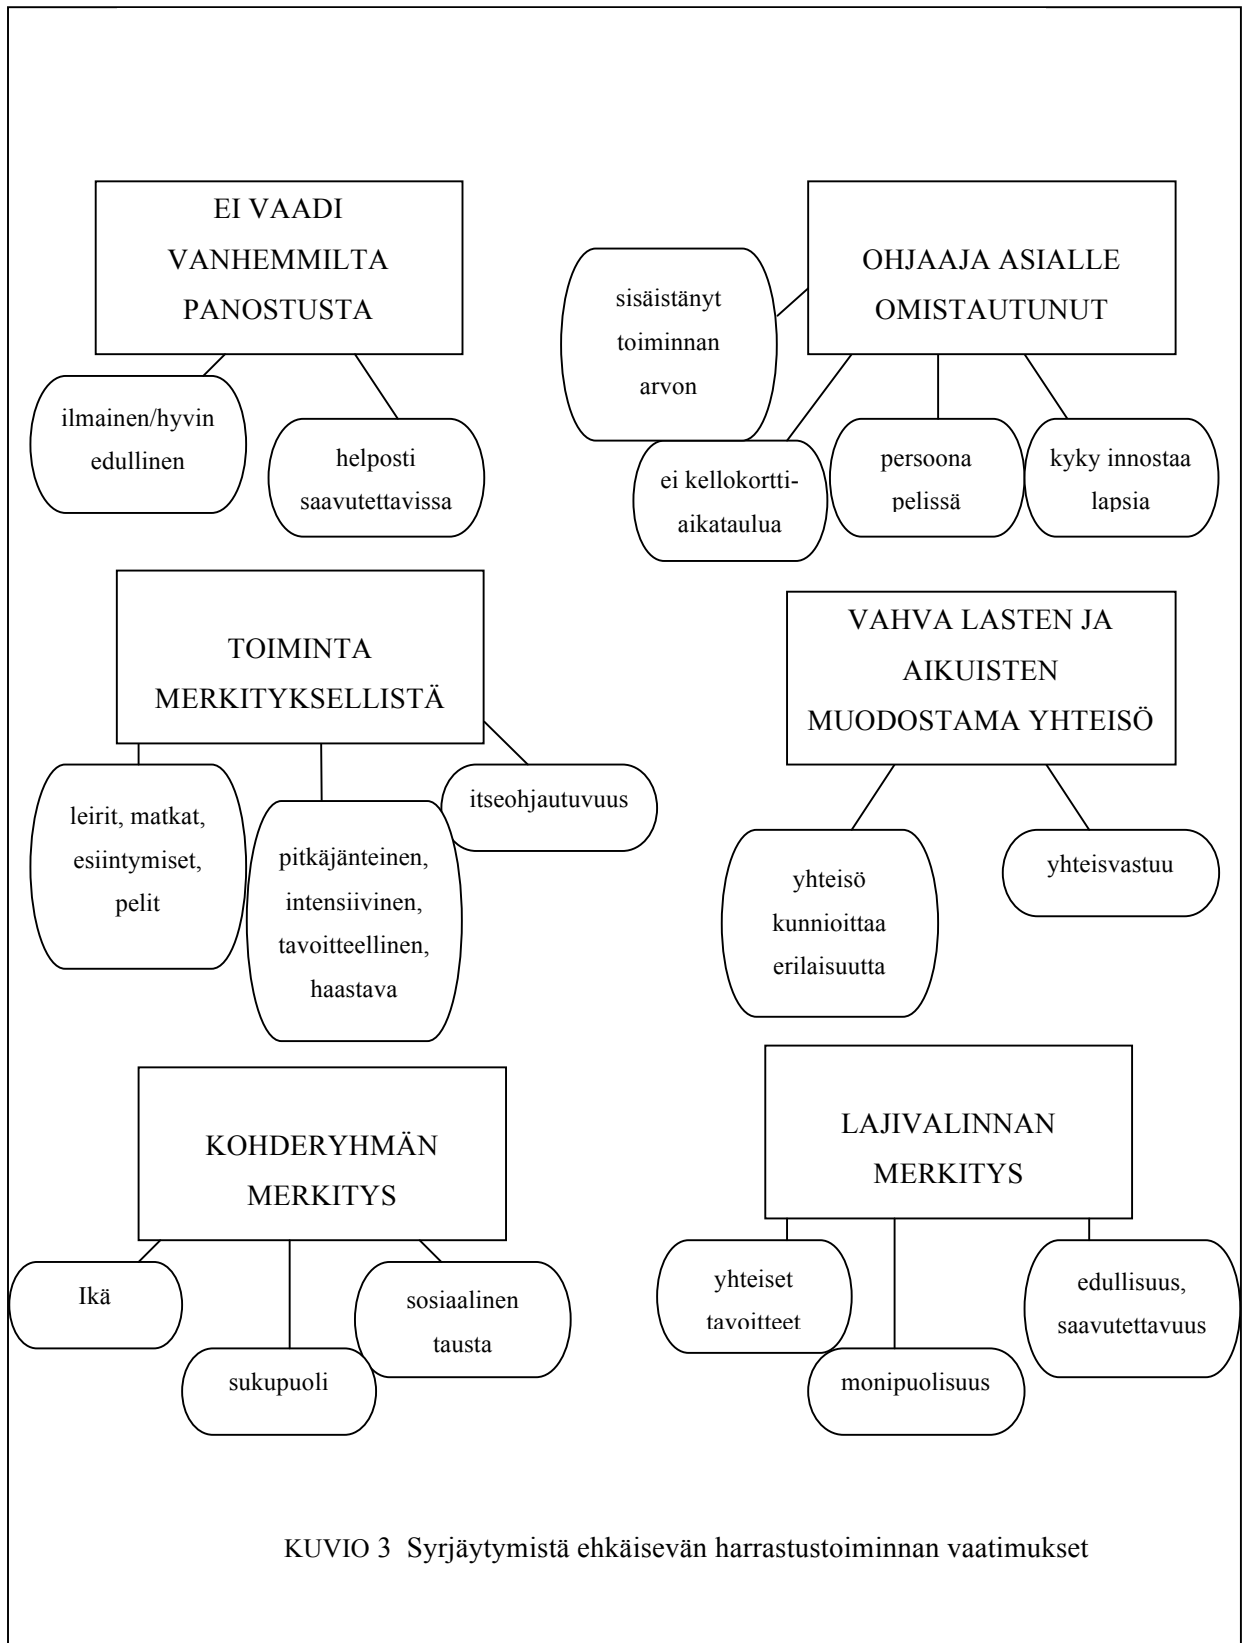 EI VAADI
VANHEMMILTA
PANOSTUSTA
ilmainen/hyvin
edullinen
helposti
saavutettavissa
OHJAAJA ASIALLE
OMISTAUTUNUT
sisäistänyt
toiminnan
arvon
ei kellokortti-
aikataulua
persoona
pelissä
kyky innostaa
lapsia
TOIMINTA
MERKITYKSELLISTÄ
leirit, matkat,
esiintymiset,
pelit
pitkäjänteinen,
intensiivinen,
tavoitteellinen,
haastava
itseohjautuvuus
VAHVA LASTEN JA
AIKUISTEN
MUODOSTAMA YHTEISÖ
yhteisö
kunnioittaa
erilaisuutta
yhteisvastuu
KOHDERYHMÄN
MERKITYS
Ikä
sukupuoli
sosiaalinen
tausta
LAJIVALINNAN
MERKITYS
yhteiset
tavoitteet
monipuolisuus
edullisuus,
saavutettavuus
KUVIO 3 Syrjäytymistä ehkäisevän harrastustoiminnan vaatimukset